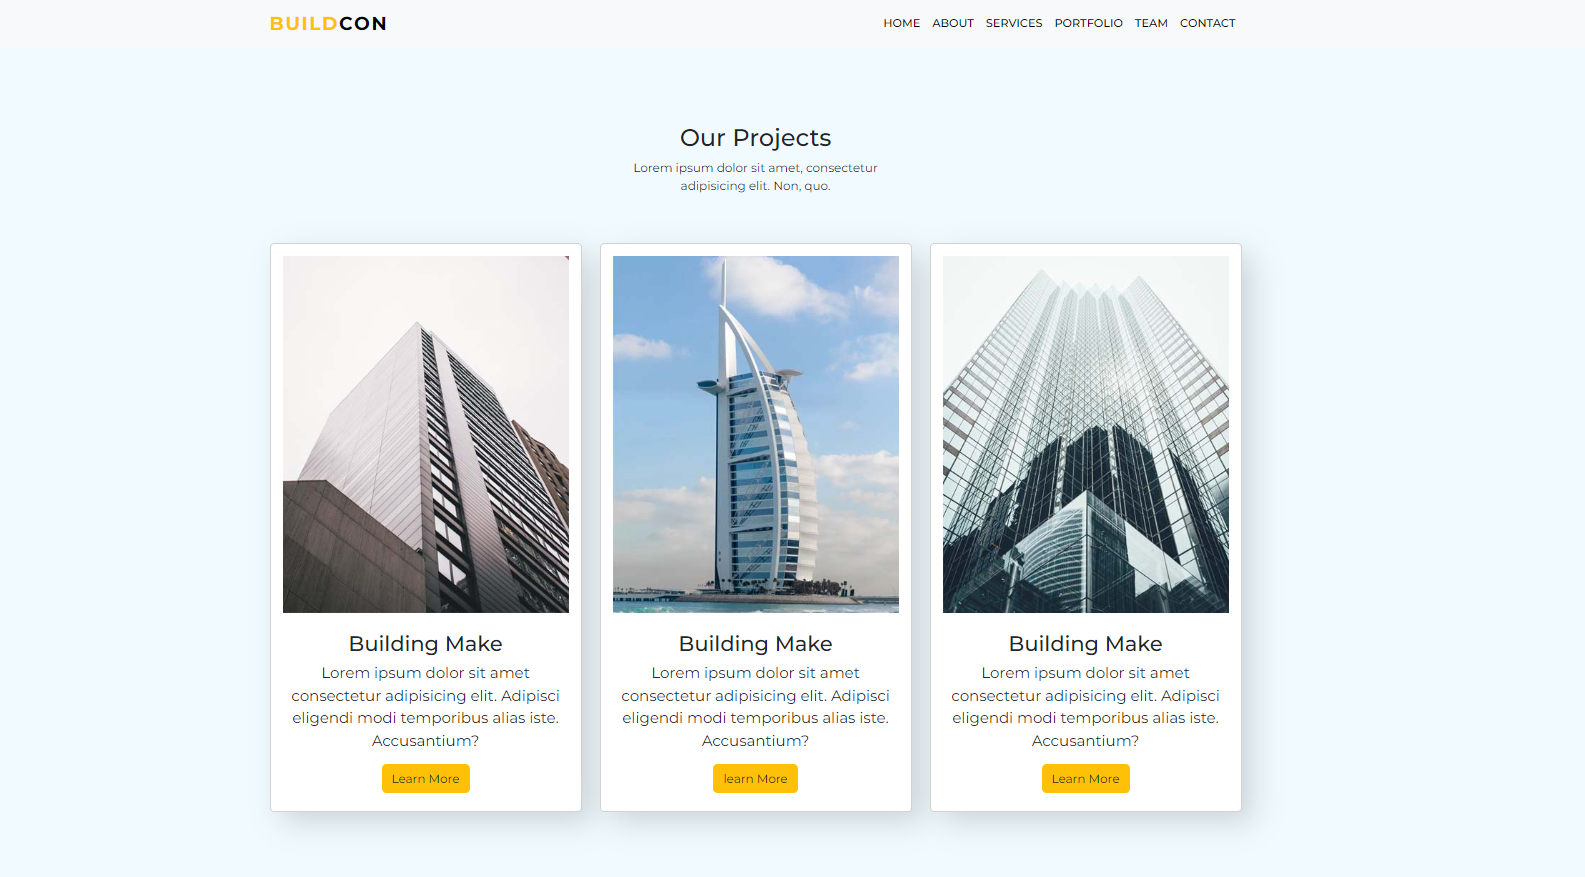 BUILDCON
HOME ABOUT SERVICES PORTFOLIO TEAM CONTACT
Our Projects
Lorem ipsum dolor sit amet, consectetur
adipisicing elit. Non, quo.
Building Make
Lorem ipsum dolor sit amet
consectetur adipisicing elit. Adipisci
eligendi modi temporibus alias iste.
Accusantium?
Learn More
Building Make
Lorem ipsum dolor sit amet
consectetur adipisicing elit. Adipisci
eligendi modi temporibus alias iste.
Accusantium?
learn More
Building Make
Lorem ipsum dolor sit amet
consectetur adipisicing elit. Adipisci
eligendi modi temporibus alias iste.
Accusantium?
Learn More